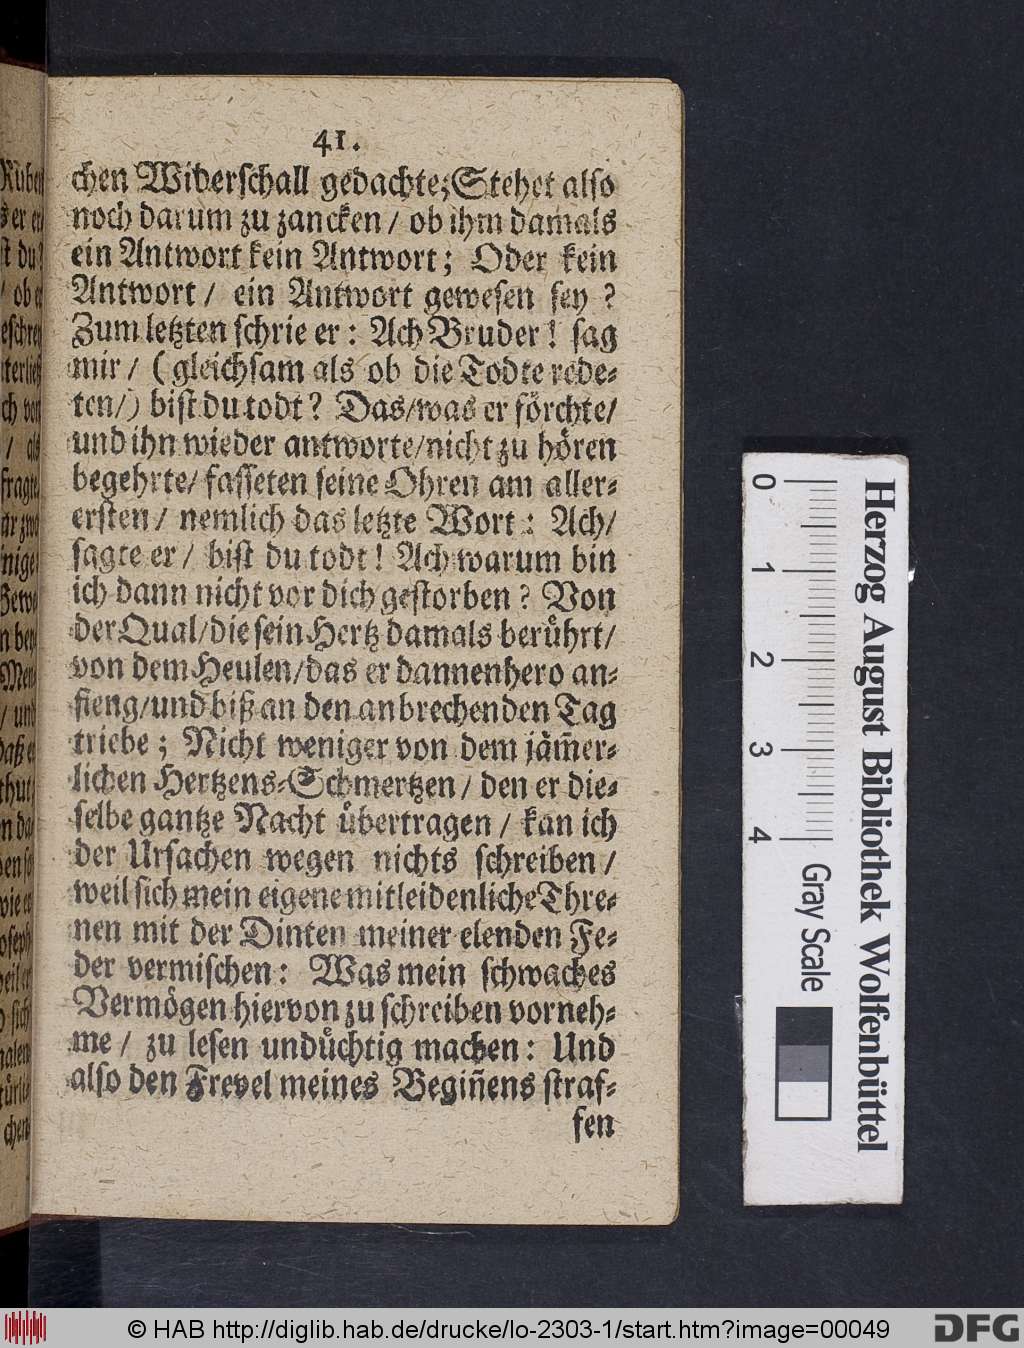 41.
chen Widerschall gedachte; Stehet also
noch darum zu zancken / ob ihm damals
ein Antwort kein Antwort; Oder kein
Antwort / ein Antwort gewesen sey ?
Zum letzten schrie er: Ach Bruder! sag
mir / ( gleichsam als ob die Todte rede-
ten/) bist du todt? Das/was er förchte/
und ihn wieder antworte/nicht zu hören
begehrte/ fasseten seine Ohren am aller-
ersten / nemlich das letzte Wort: Ach/
sagte er / bist du todt! Ach warum bin
ich dann nicht vor dich gestorben? Von
der Qual/die sein Hertz damals berührt/
von dem Heulen/das er dannenhero an-
fieng/und biß an den anbrechenden Tag
triebe; Nicht weniger von dem jäm̃er-
lichen Hertzens-Schmertzen / den er die-
selbe gantze Nacht übertragen / kan ich
der Ursachen wegen nichts schreiben /
weil sich mein eigene mitleidenliche Thre-
nen mit der Dinten meiner elenden Fe-
der vermischen: Was mein schwaches
Vermögen hiervon zu schreiben vorneh-
me / zu lesen undüchtig machen: Und
also den Frevel meines Begiñens straf-
fen
0 1 2 3 4
Gray Scale
Herzog August Bibliothek Wolfenbüttel
© HAB http://diglib.hab.de/drucke/lo-2303-1/start.htm?image=00049
DFG